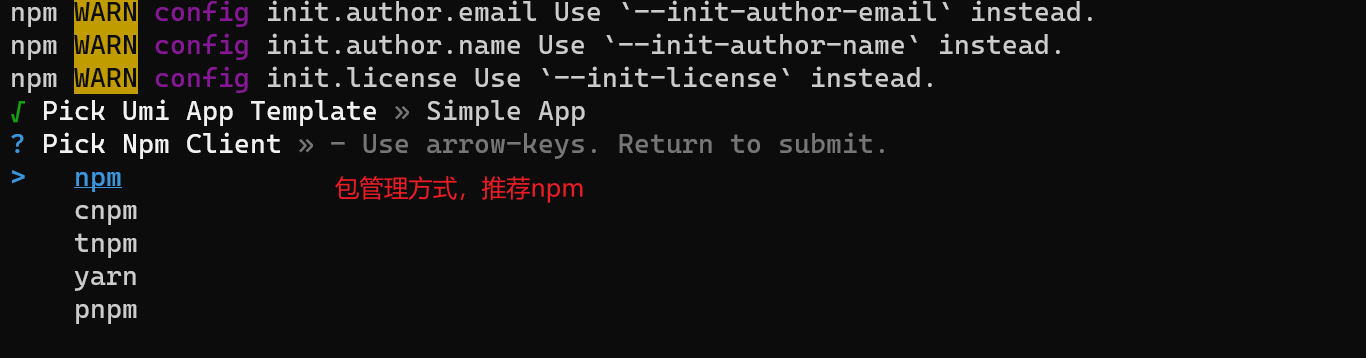 npm WARN config init.author.email Use `--init-author-email` instead.
npm WARN config init.author.name Use `--init-author-name` instead.
npm WARN config init.license Use `--init-license` instead.
√ Pick Umi App Template » Simple App
? Pick Npm Client » - Use arrow-keys. Return to submit.
> npm
包管理方式，推荐npm
cnpm
tnpm
yarn
pnpm